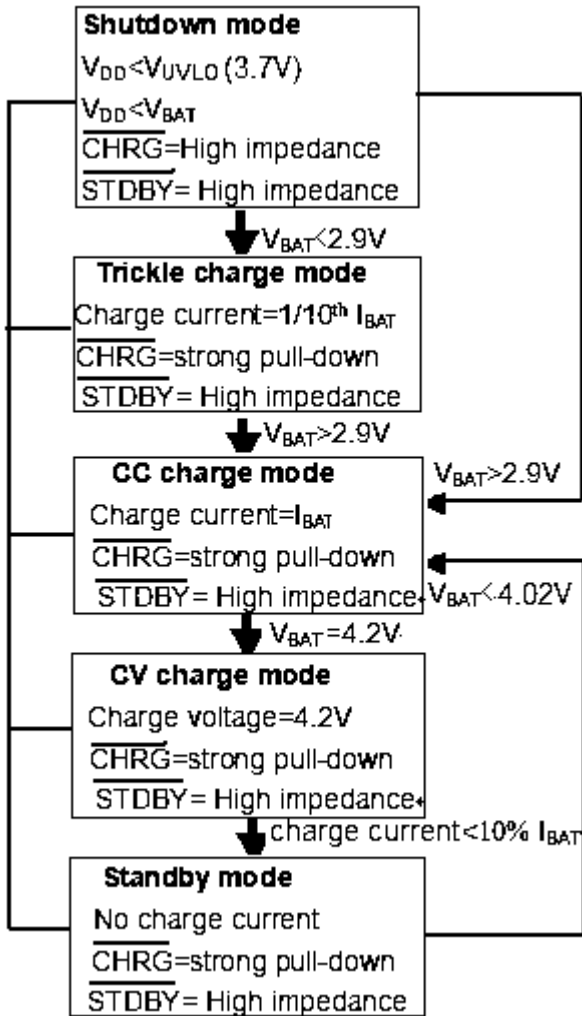 Shutdown mode
VDD<VUVLO (3.7V)
VDD<VBAT
CHRG=High impedance
STDBY= High impedance
VBAT<2.9V
Trickle charge mode
Charge current=1/10th IBAT
CHRG=strong pull-down
STDBY= High impedance
VBAT>2.9V
CC charge mode
Charge current=IBAT
CHRG=strong pull-down
STDBY= High impedance
VBAT>2.9V
VBAT<4.02V
VBAT=4.2V
CV charge mode
Charge voltage=4.2V
CHRG=strong pull-down
STDBY= High impedance
charge current<10% IBAT
Standby mode
No charge current
CHRG=strong pull-down
STDBY= High impedance